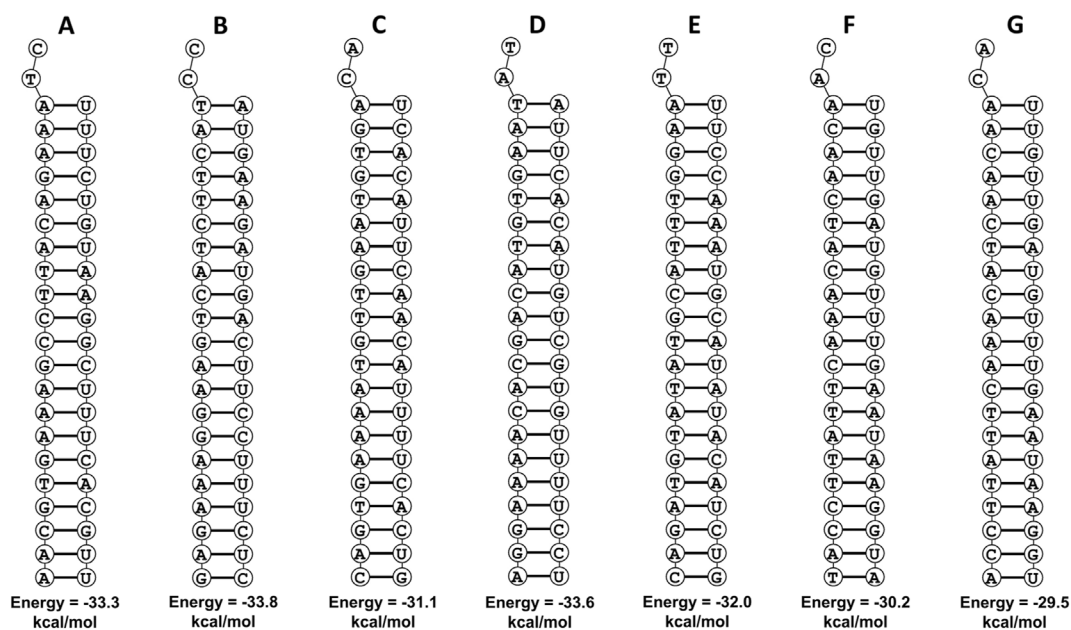 A B C D E F G
C C A T T C A
T C C A T A C
A U T A A U T A A U A U A U
A U A U G C A U A U C G A U
A U C G T A A U G C A U C G
G C T A G C G C G C A U A U
A U T A T A T A T A C G A U
C G C G A U G C T A T A C G
A U T A A U T A T A A U T A
T A A U G C A U A U C G A U
T A C G T A C G C G A U C G
C G T A T A A U G C A U A U
C G G C G C G C T A A U A U
G C A U T A C G A U C G A U
A U A U A U A U T A T A C G
A U G C A U C G A U T A T A
A U G C A U A U T A A U T A
G C A U A U A U G C T A A U
T A A U G C A U T A T A T A
G C A U T A A U A U C G T A
C G G C G C G C G C C G C G
A U A U A U G C A U A U C G
A U G C C G A U C G T A A U
Energy = -33.3 Energy = -33.8 Energy = -31.1 Energy = -33.6 Energy = -32.0 Energy = -30.2 Energy = -29.5
kcal/mol kcal/mol kcal/mol kcal/mol kcal/mol kcal/mol kcal/mol